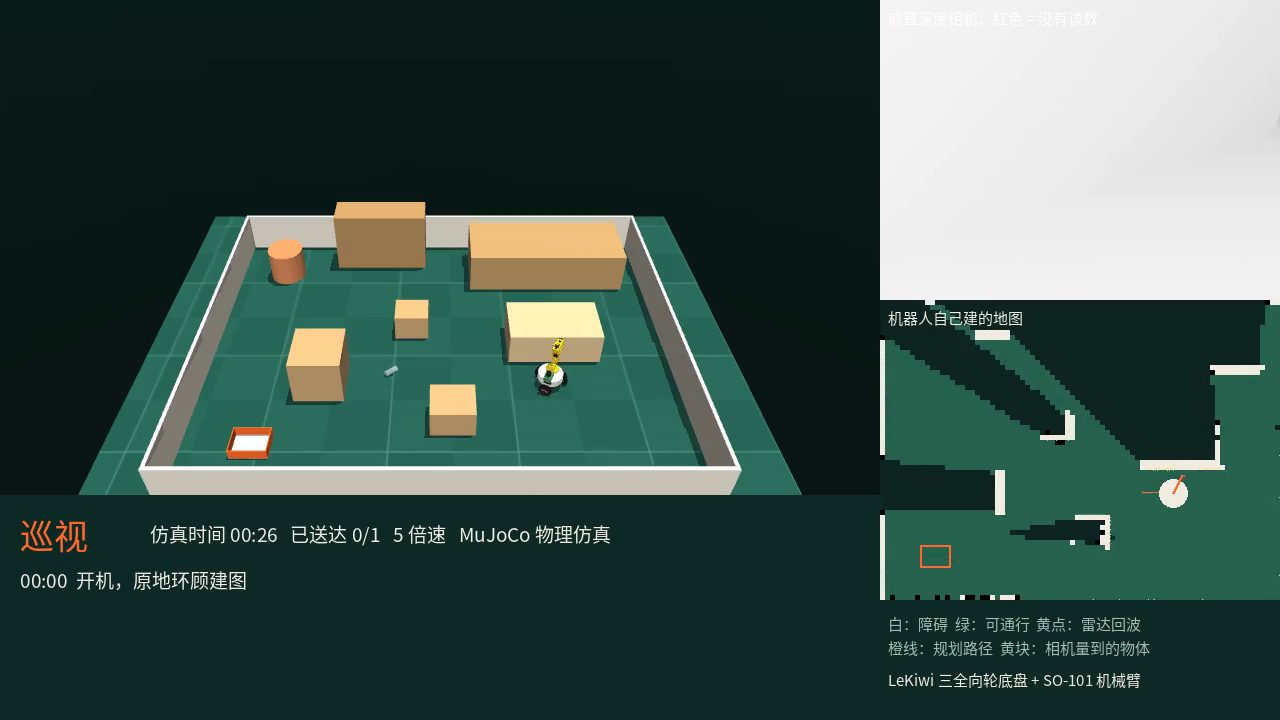 前置深度相机：红色 = 没有读数
机器人自己建的地图
巡视
仿真时间 00:26 已送达 0/1 5 倍速 MuJoCo 物理仿真
00:00 开机，原地环顾建图
白：障碍 绿：可通行 黄点：雷达回波
橙线：规划路径 黄块：相机量到的物体
LeKiwi 三全向轮底盘 + SO-101 机械臂